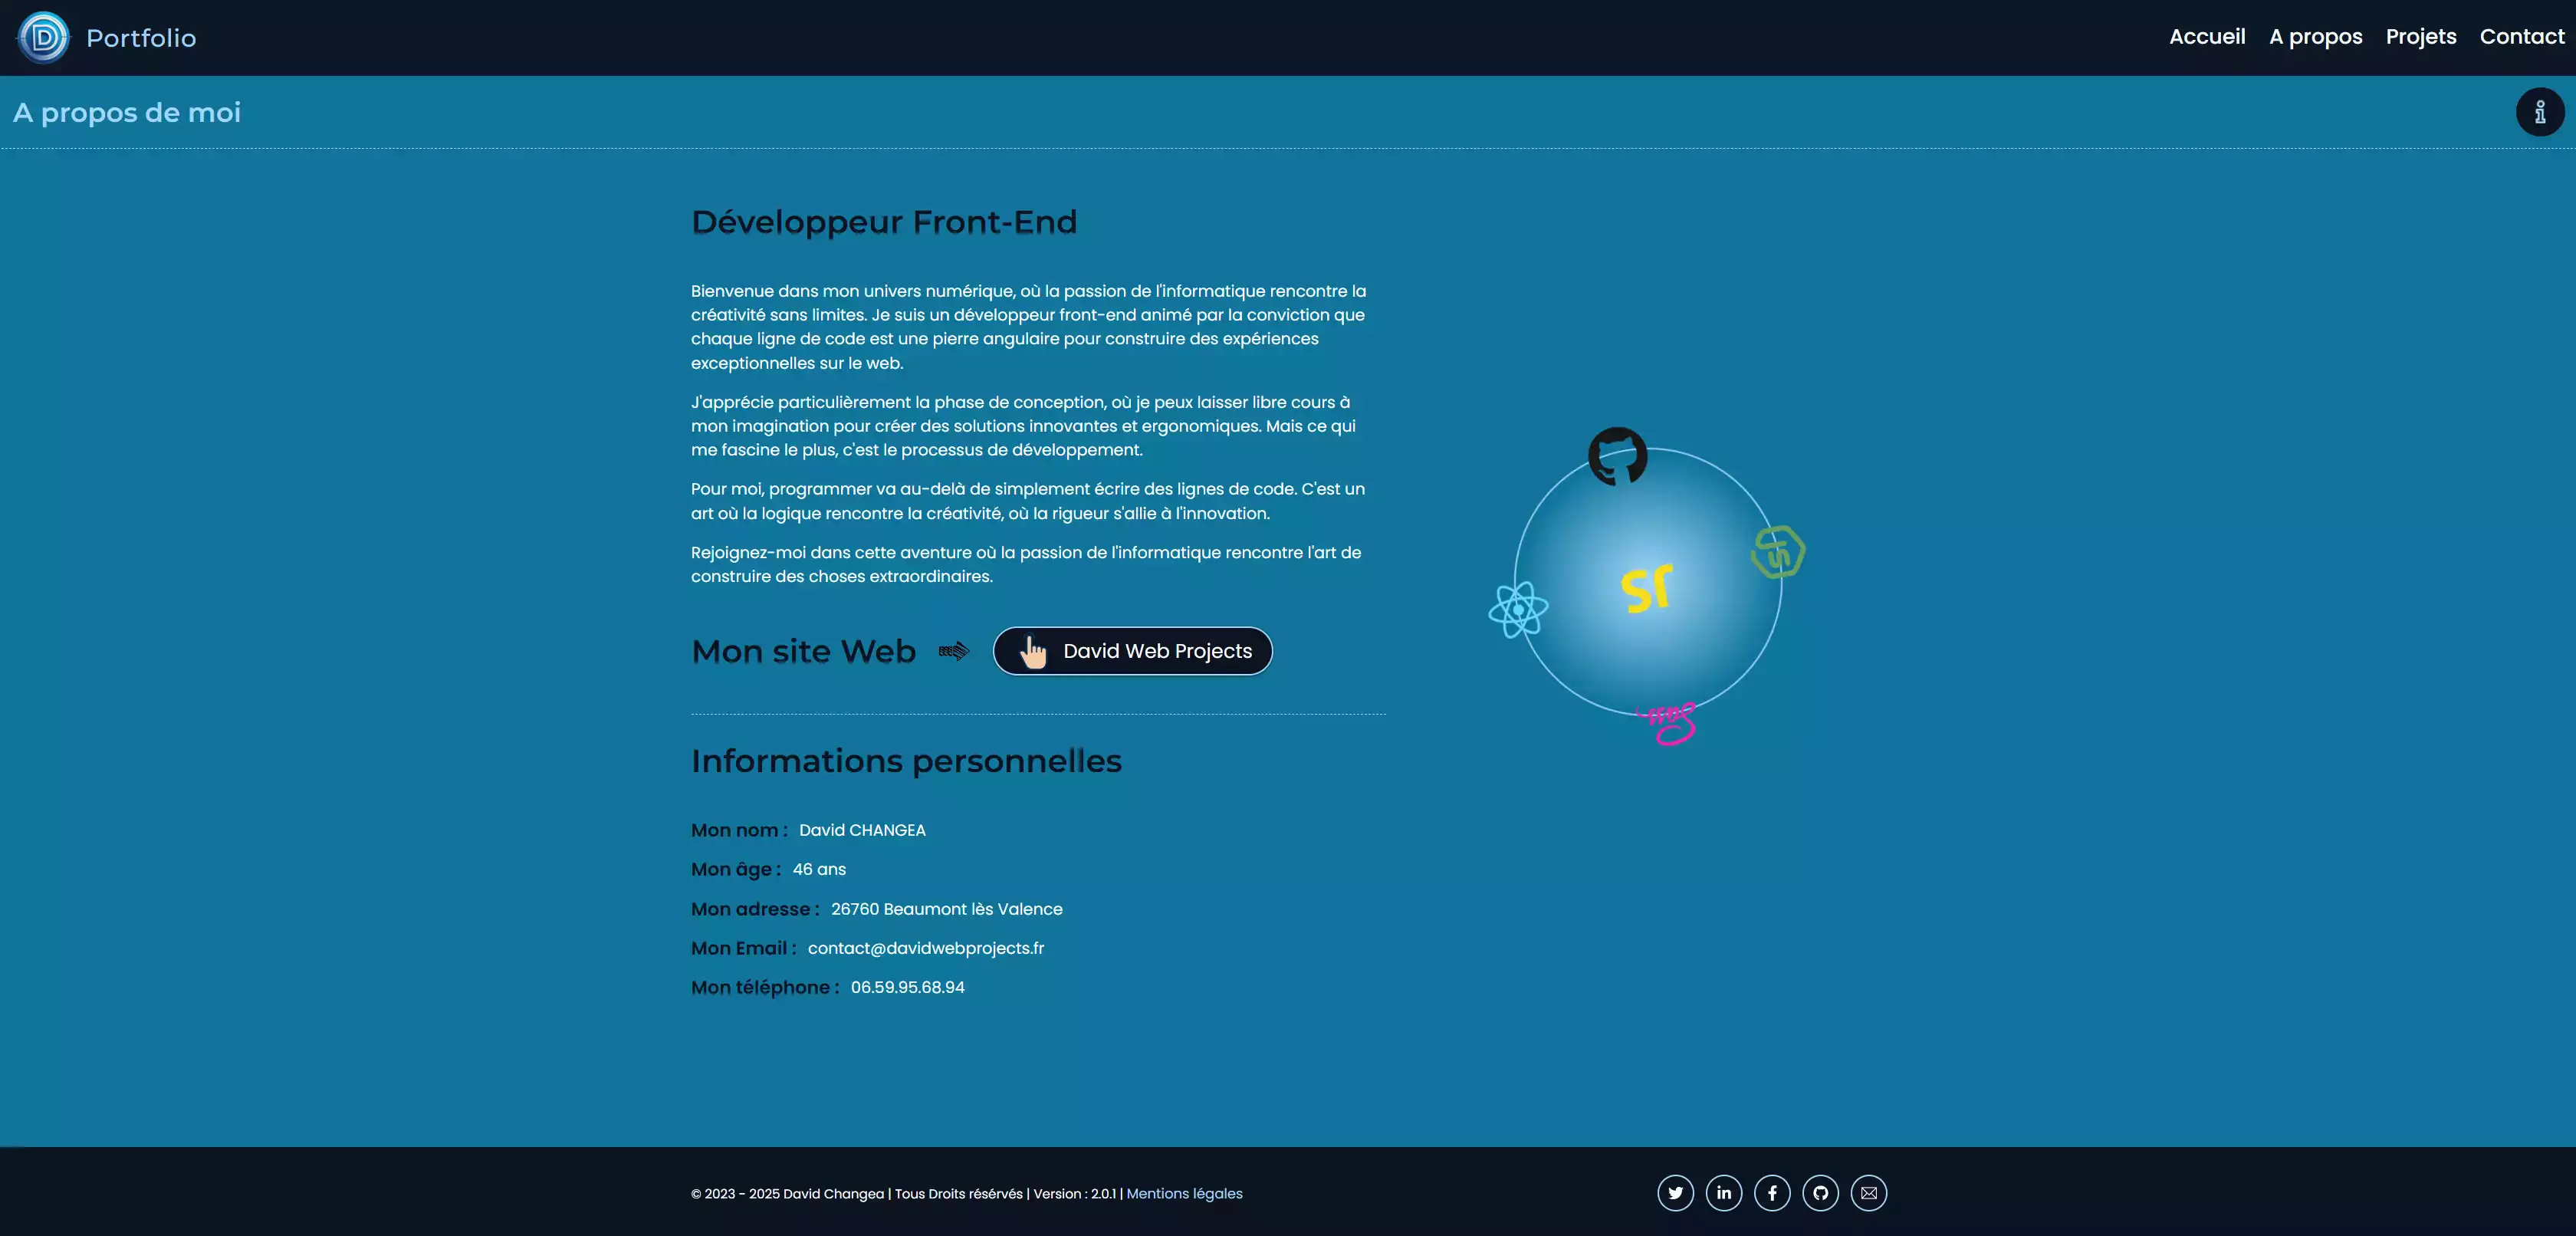 D Portfolio
Accueil A propos Projets Contact
A propos de moi
Développeur Front-End
Bienvenue dans mon univers numérique, où la passion de l'informatique rencontre la
créativité sans limites. Je suis un développeur front-end animé par la conviction que
chaque ligne de code est une pierre angulaire pour construire des expériences
exceptionnelles sur le web.
J'apprécie particulièrement la phase de conception, où je peux laisser libre cours à
mon imagination pour créer des solutions innovantes et ergonomiques. Mais ce qui
me fascine le plus, c'est le processus de développement.
Pour moi, programmer va au-delà de simplement écrire des lignes de code. C'est un
art où la logique rencontre la créativité, où la rigueur s'allie à l'innovation.
Rejoignez-moi dans cette aventure où la passion de l'informatique rencontre l'art de
construire des choses extraordinaires.
Mon site Web David Web Projects
Informations personnelles
Mon nom : David CHANGEA
Mon âge : 46 ans
Mon adresse : 26760 Beaumont lès Valence
Mon Email : contact@davidwebprojects.fr
Mon téléphone : 06.59.95.68.94
JS
JS
Sass
© 2023 - 2025 David Changea | Tous Droits résérvés | Version : 2.0.1 | Mentions légales